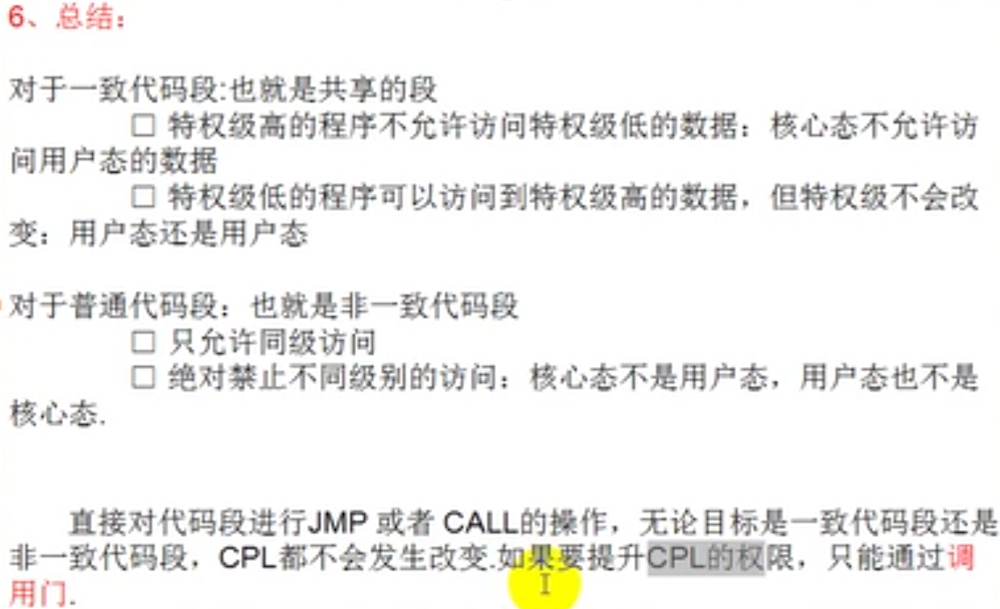 6、总结：
对于一致代码段:也就是共享的段
□ 特权级高的程序不允许访问特权级低的数据：核心态不允许访
问用户态的数据
□ 特权级低的程序可以访问到特权级高的数据，但特权级不会改
变：用户态还是用户态
对于普通代码段：也就是非一致代码段
□ 只允许同级访问
□ 绝对禁止不同级别的访问：核心态不是用户态，用户态也不是
核心态.
直接对代码段进行JMP 或者 CALL的操作，无论目标是一致代码段还是
非一致代码段，CPL都不会发生改变.如果要提升CPL的权限，只能通过调
用门.